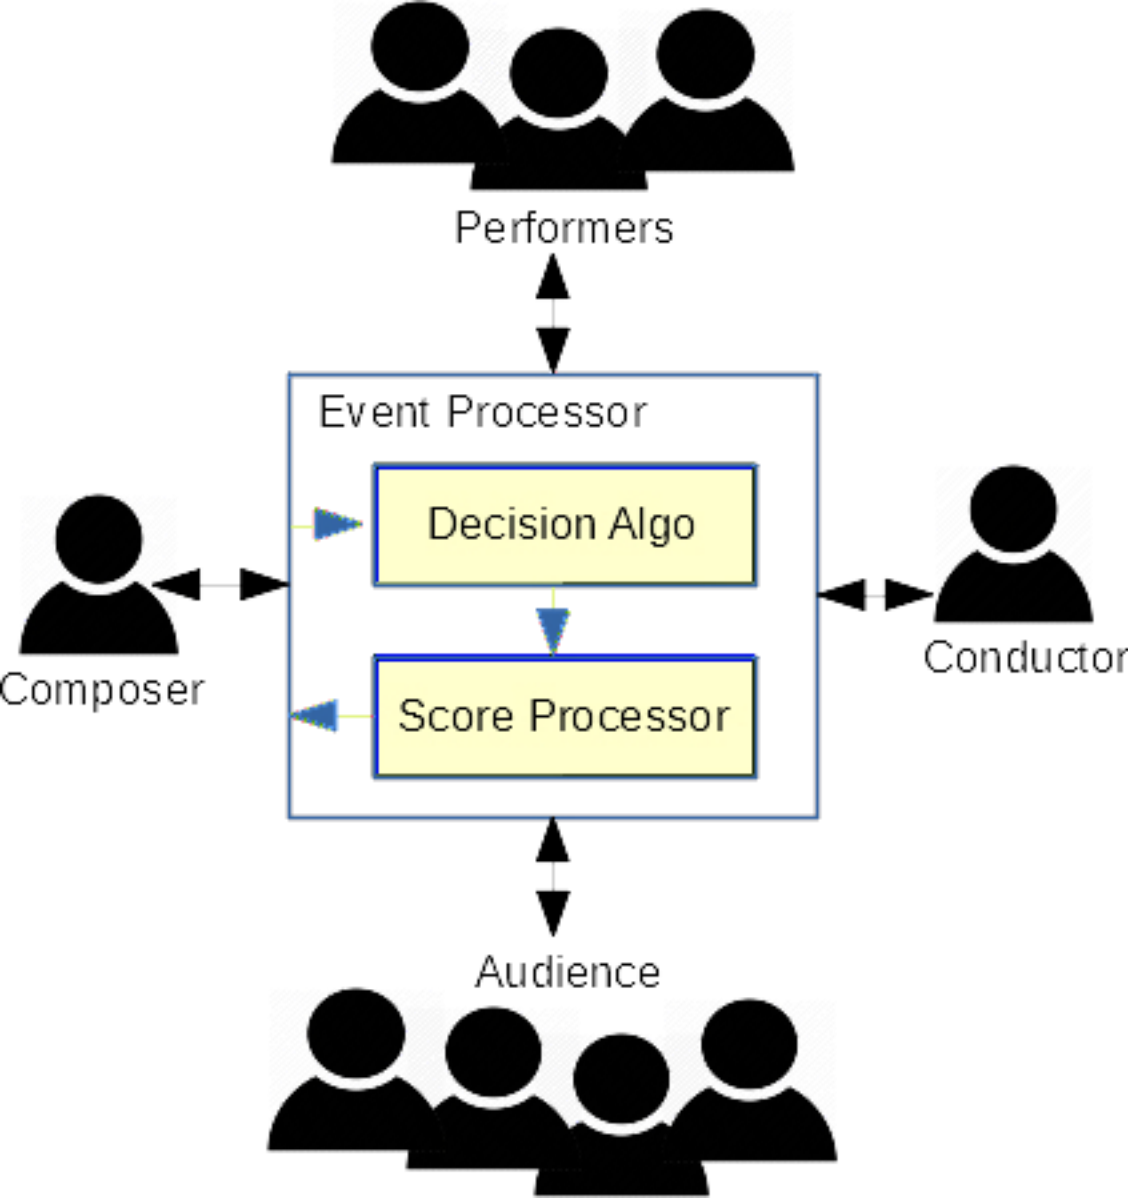 Performers
Event Processor
Decision Algo
Score Processor
Composer
Conductor
Audience